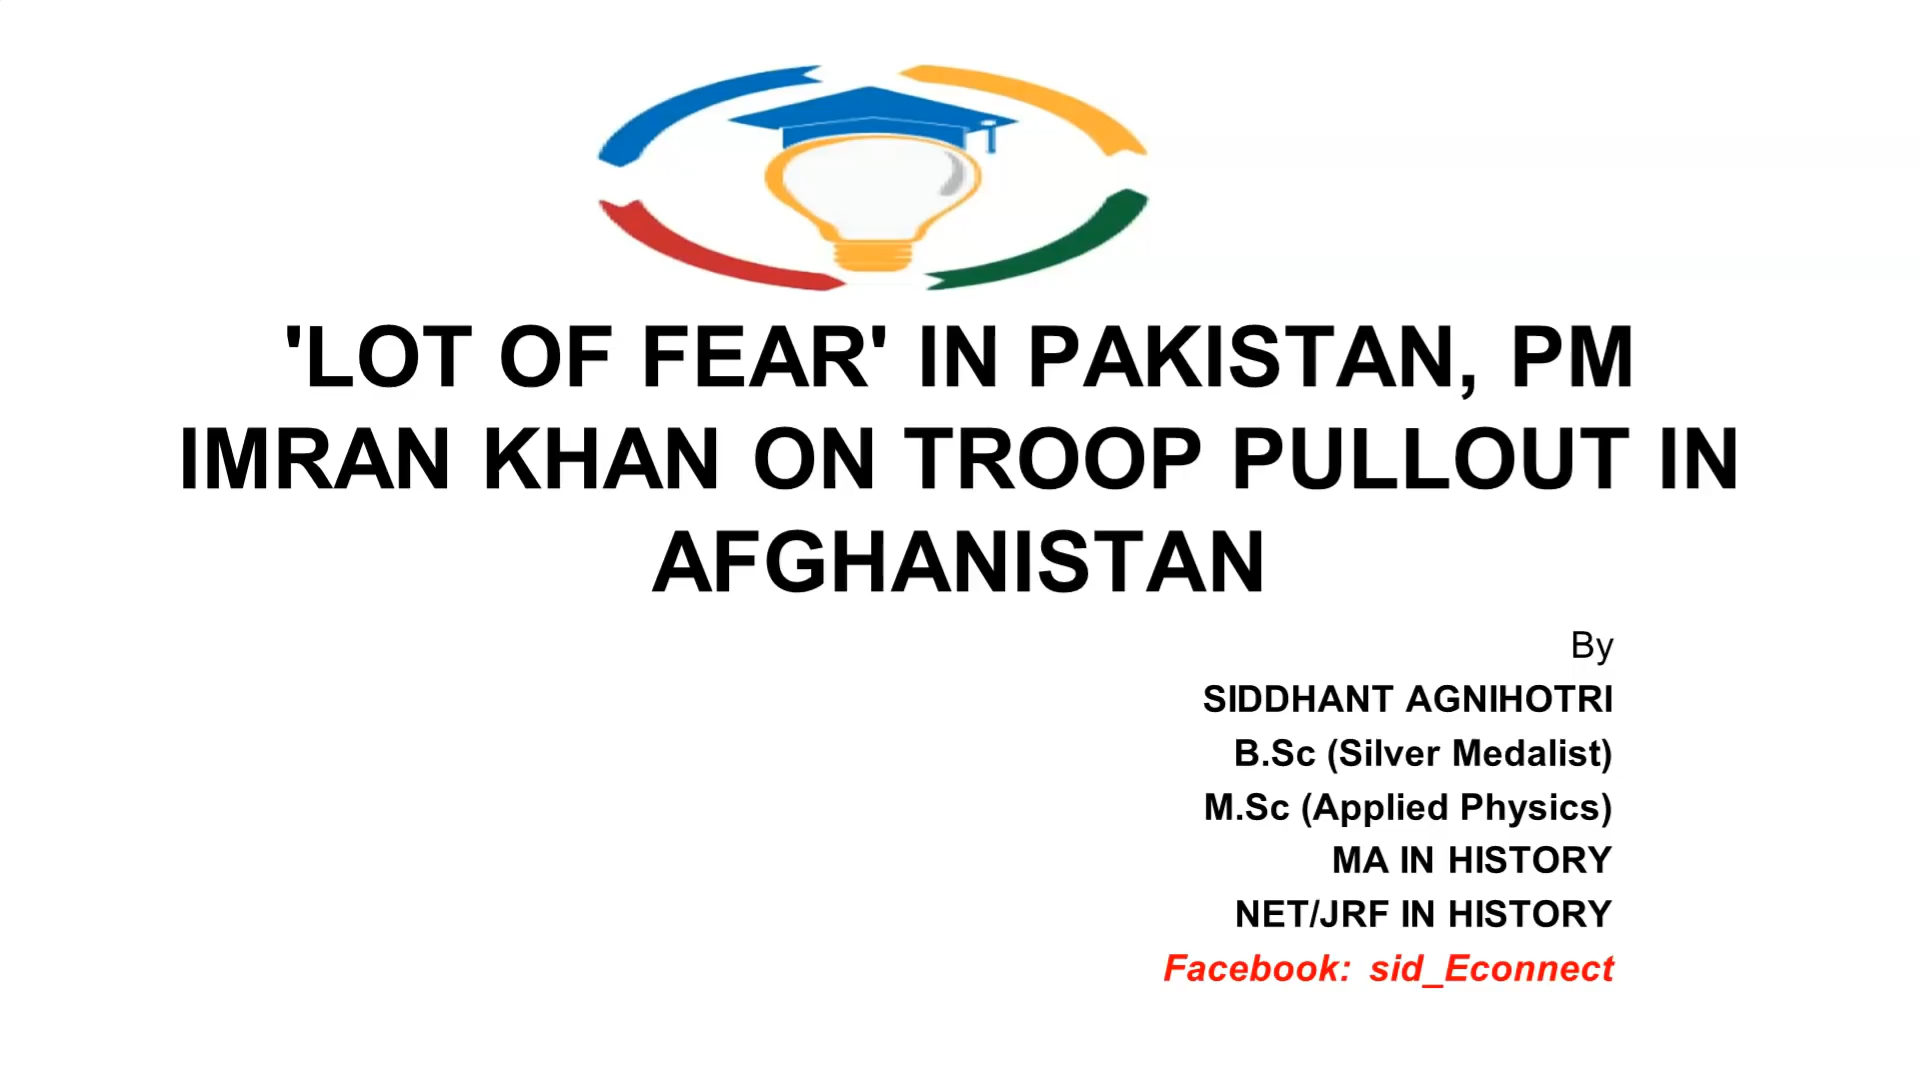 'LOT OF FEAR' IN PAKISTAN, PM
IMRAN KHAN ON TROOP PULLOUT IN
AFGHANISTAN
By
SIDDHANT AGNIHOTRI
B.Sc (Silver Medalist)
M.Sc (Applied Physics)
MA IN HISTORY
NET/JRF IN HISTORY
Facebook: sid_Econnect